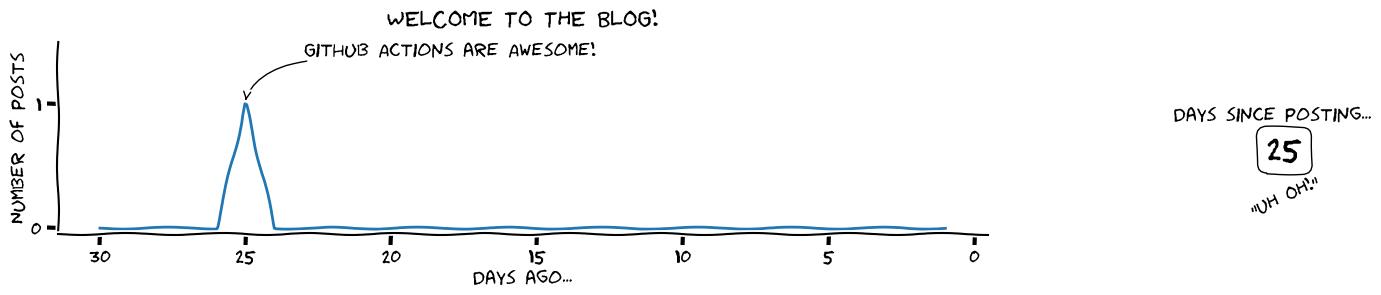 WELCOME TO THE BLOG!
GITHUB ACTIONS ARE AWESOME!
NUMBER OF POSTS
1
0
30 25 20 15 10 5 0
DAYS AGO...
DAYS SINCE POSTING...
25
"UH OH!"